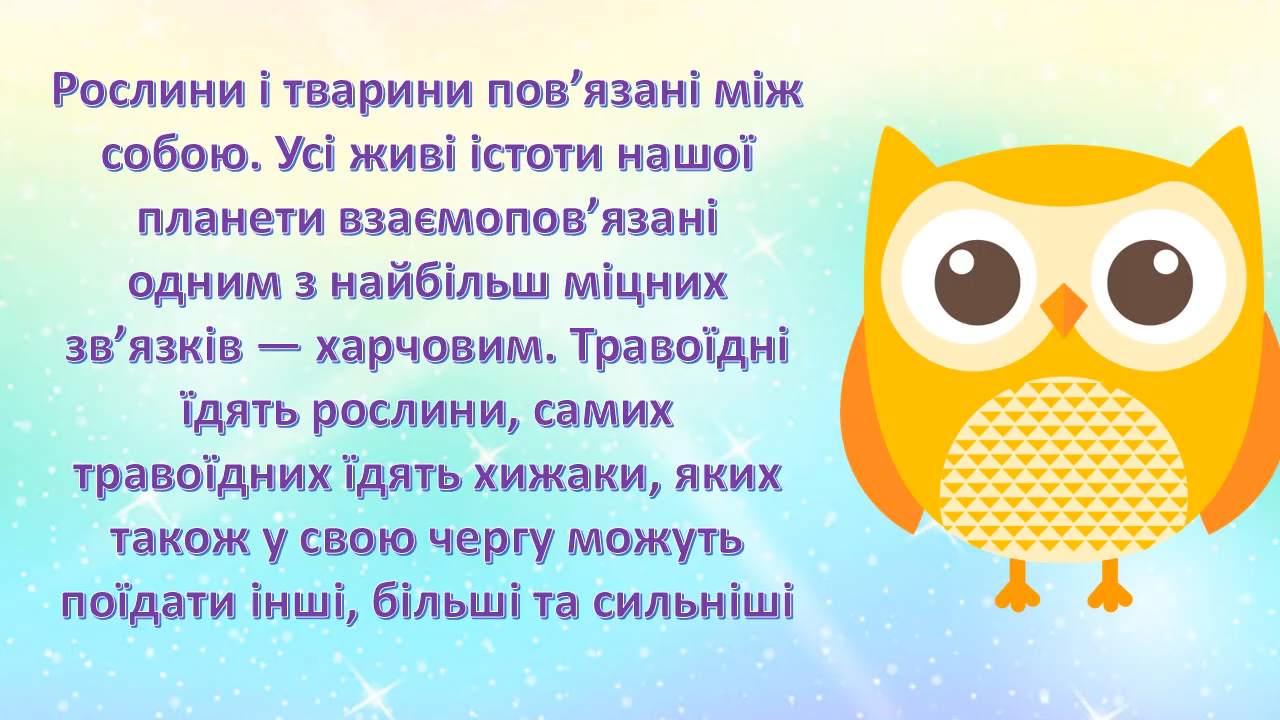 Рослини і тварини пов’язані між
собою. Усі живі істоти нашої
планети взаємопов’язані
одним з найбільш міцних
зв’язків — харчовим. Травоїдні
їдять рослини, самих
травоїдних їдять хижаки, яких
також у свою чергу можуть
поїдати інші, більші та сильніші